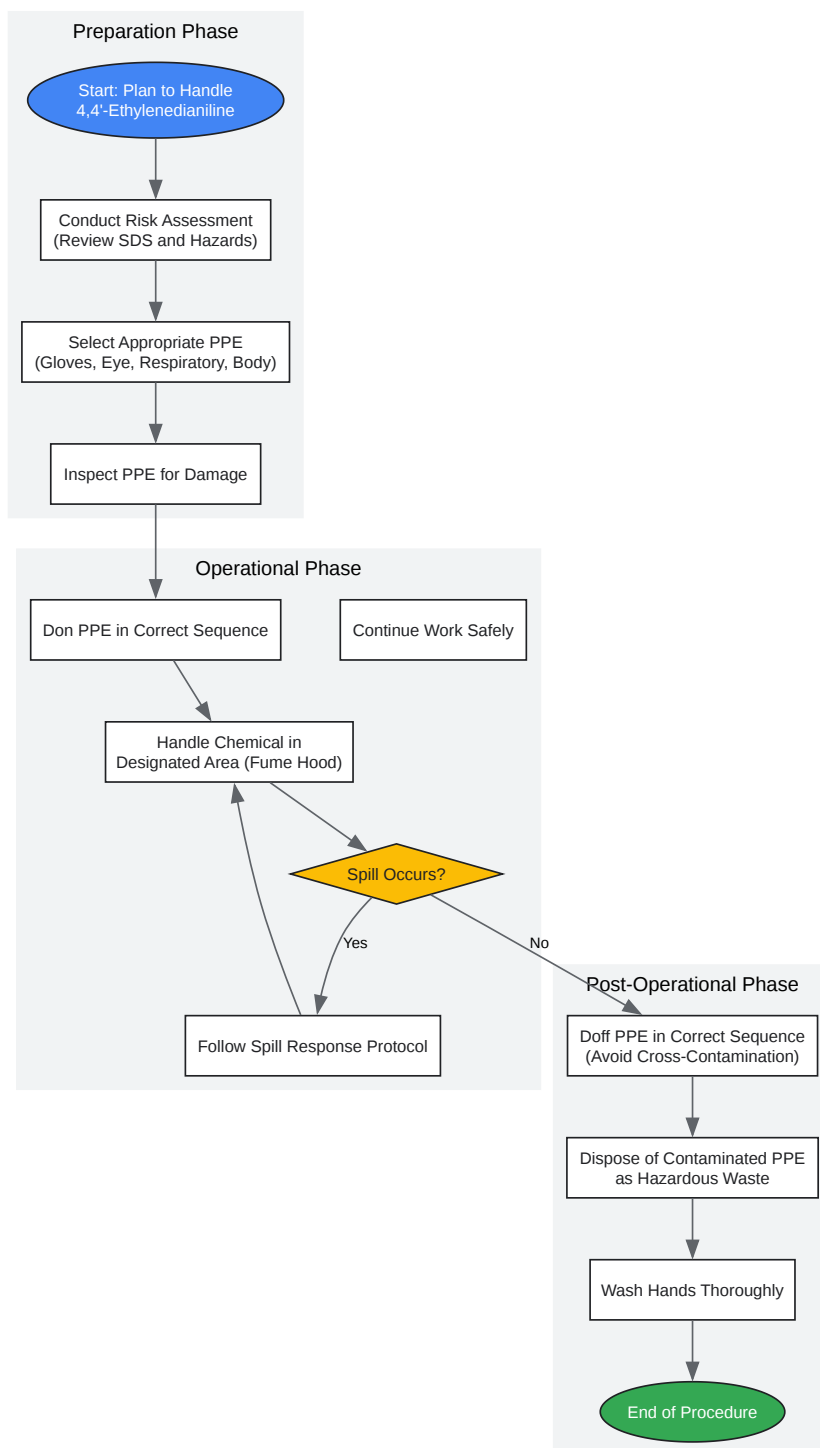 Preparation Phase
Start: Plan to Handle
4,4'-Ethylenedianiline
Conduct Risk Assessment
(Review SDS and Hazards)
Select Appropriate PPE
(Gloves, Eye, Respiratory, Body)
Inspect PPE for Damage
Operational Phase
Don PPE in Correct Sequence
Continue Work Safely
Handle Chemical in
Designated Area (Fume Hood)
Spill Occurs?
Yes
No
Follow Spill Response Protocol
Post-Operational Phase
Doff PPE in Correct Sequence
(Avoid Cross-Contamination)
Dispose of Contaminated PPE
as Hazardous Waste
Wash Hands Thoroughly
End of Procedure